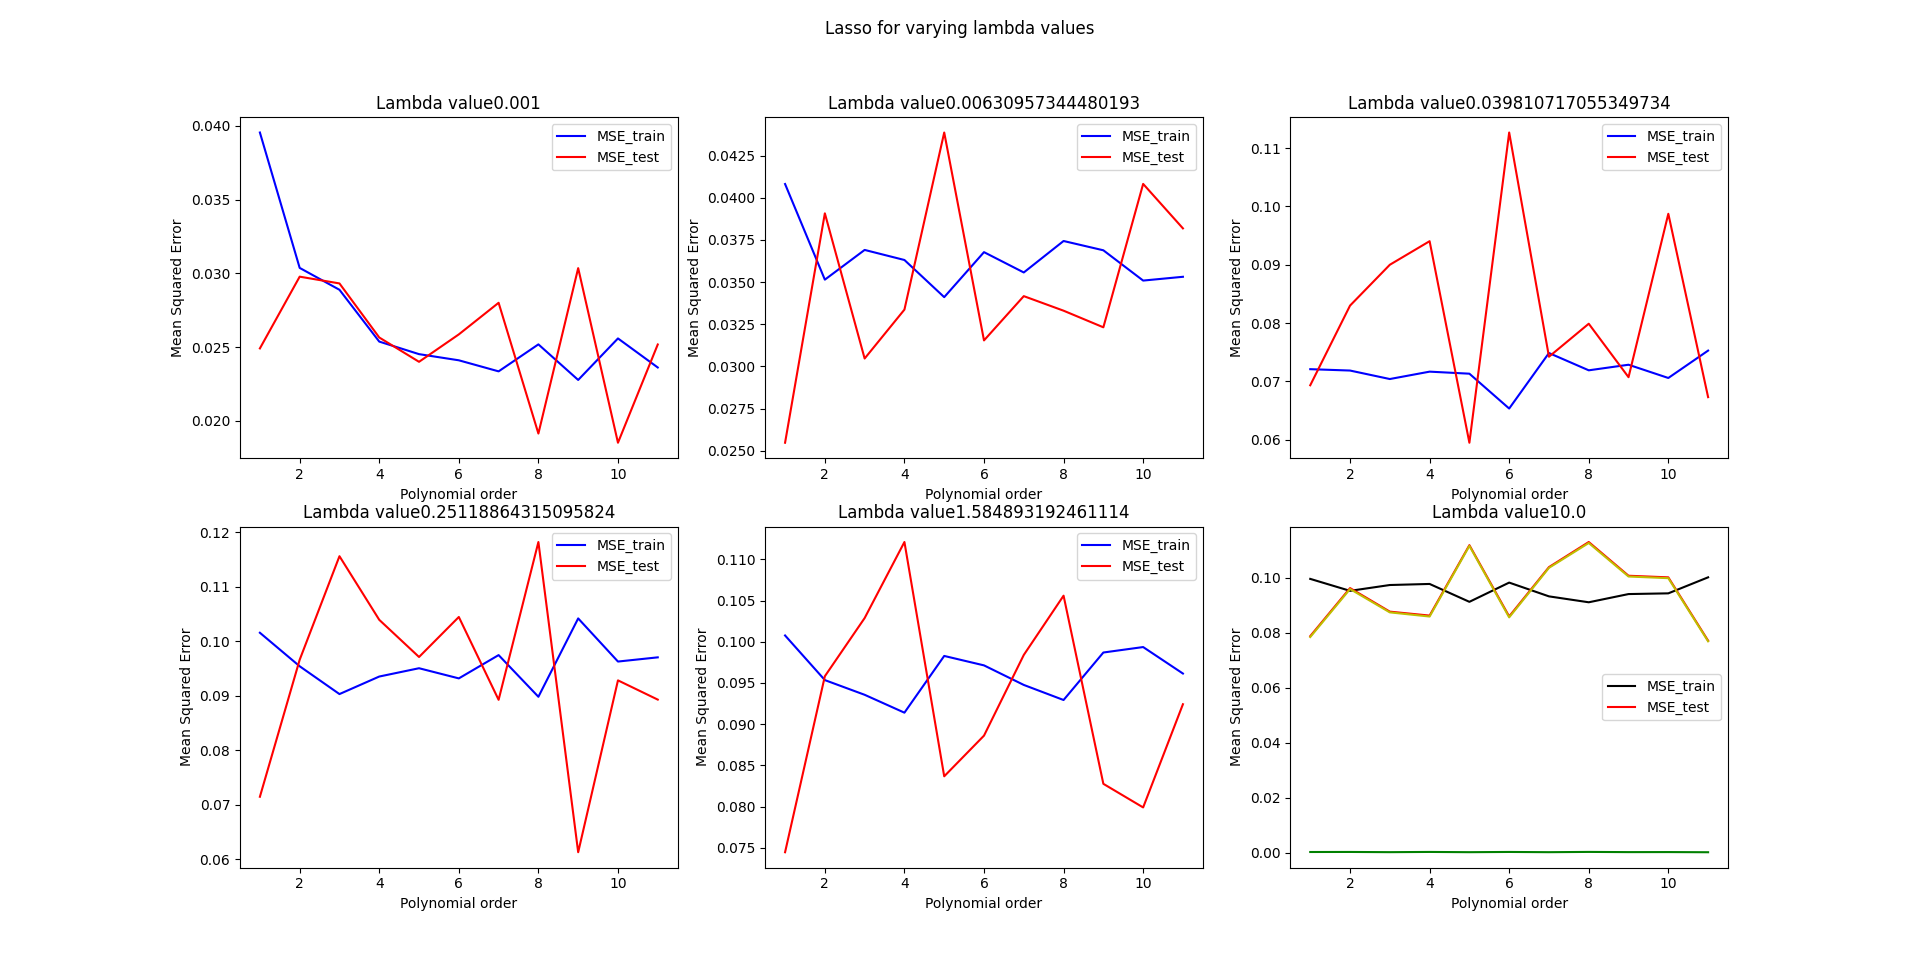 Lasso for varying lambda values
Lambda value0.001
MSE_train
MSE_test
Mean Squared Error
0.040
0.035
0.030
0.025
0.020
2 4 6 8 10
Polynomial order
Lambda value0.00630957344480193
MSE_train
MSE_test
Mean Squared Error
0.0425
0.0400
0.0375
0.0350
0.0325
0.0300
0.0275
0.0250
2 4 6 8 10
Polynomial order
Lambda value0.039810717055349734
MSE_train
MSE_test
Mean Squared Error
0.11
0.10
0.09
0.08
0.07
0.06
2 4 6 8 10
Polynomial order
Lambda value0.25118864315095824
MSE_train
MSE_test
Mean Squared Error
0.12
0.11
0.10
0.09
0.08
0.07
0.06
2 4 6 8 10
Polynomial order
Lambda value1.584893192461114
MSE_train
MSE_test
Mean Squared Error
0.110
0.105
0.100
0.095
0.090
0.085
0.080
0.075
2 4 6 8 10
Polynomial order
Lambda value10.0
MSE_train
MSE_test
Mean Squared Error
0.10
0.08
0.06
0.04
0.02
0.00
2 4 6 8 10
Polynomial order